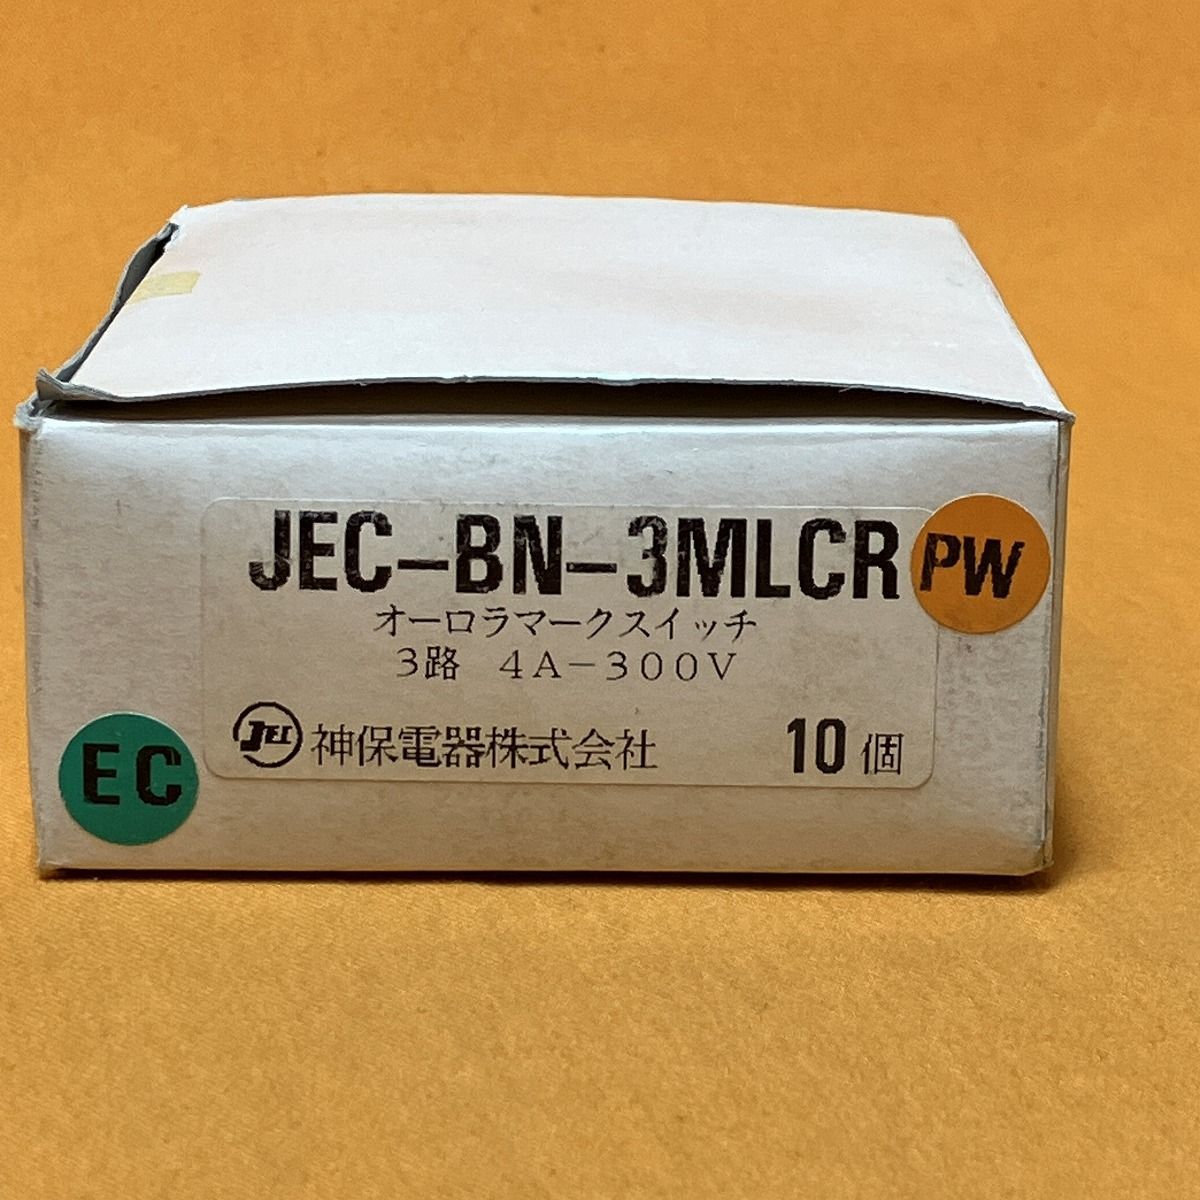 JEC-BN-3MLCR
PW
オーロラマークスイッチ
3路 4A-300V
JEI 神保電器株式会社 10個
EC